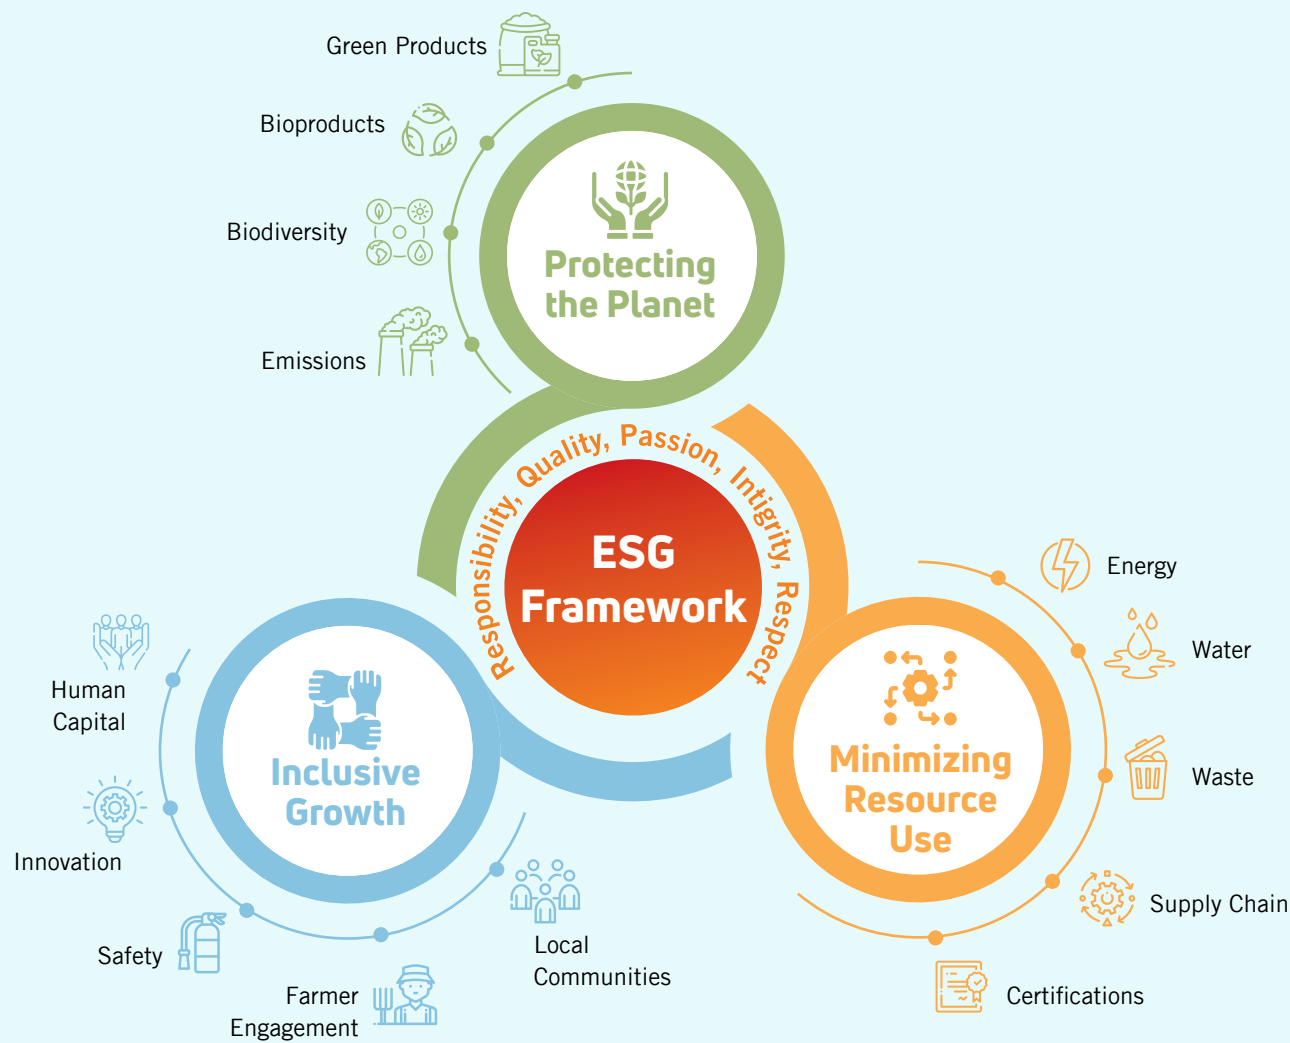 Green Products
Bioproducts
Biodiversity
Emissions
Protecting
the Planet
Responsibility, Quality, Passion, Intigrity, Respect
ESG
Framework
Energy
Water
Waste
Supply Chain
Certifications
Minimizing
Resource
Use
Human
Capital
Innovation
Safety
Farmer
Engagement
Local
Communities
Inclusive
Growth